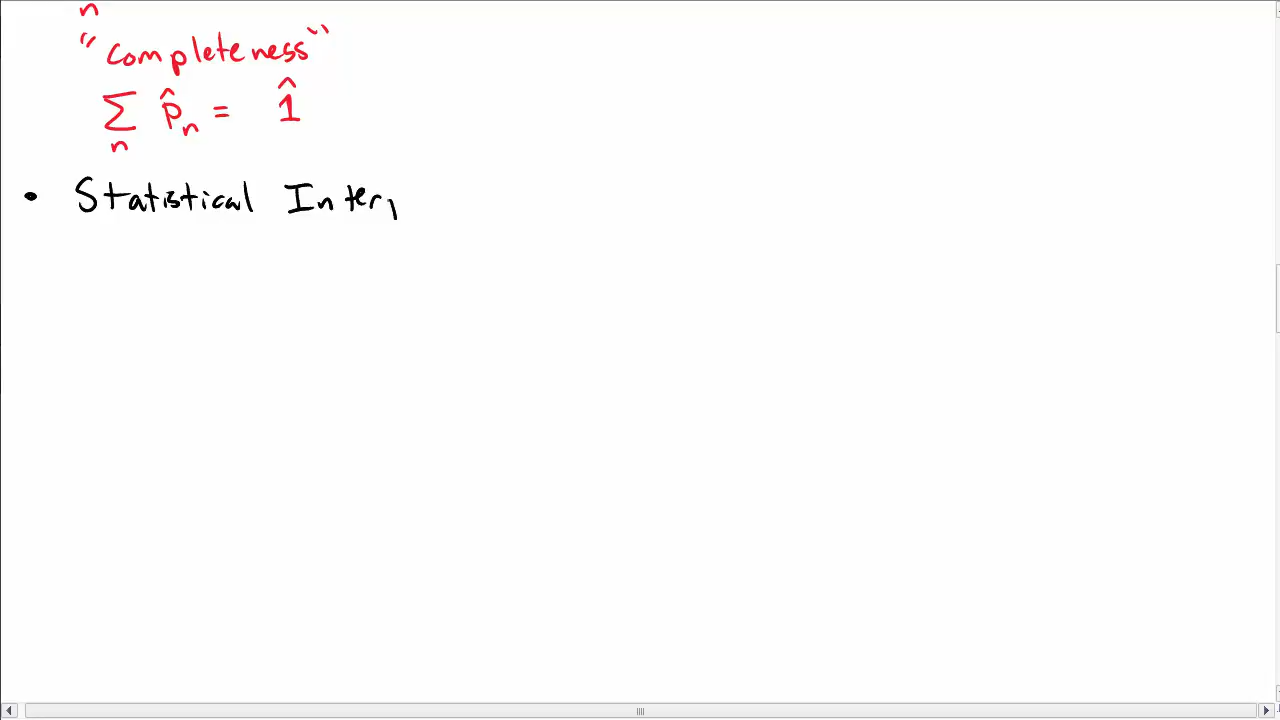 n
"completeness"
∑ p̂ₙ = 1̂
n
• Statistical Inter